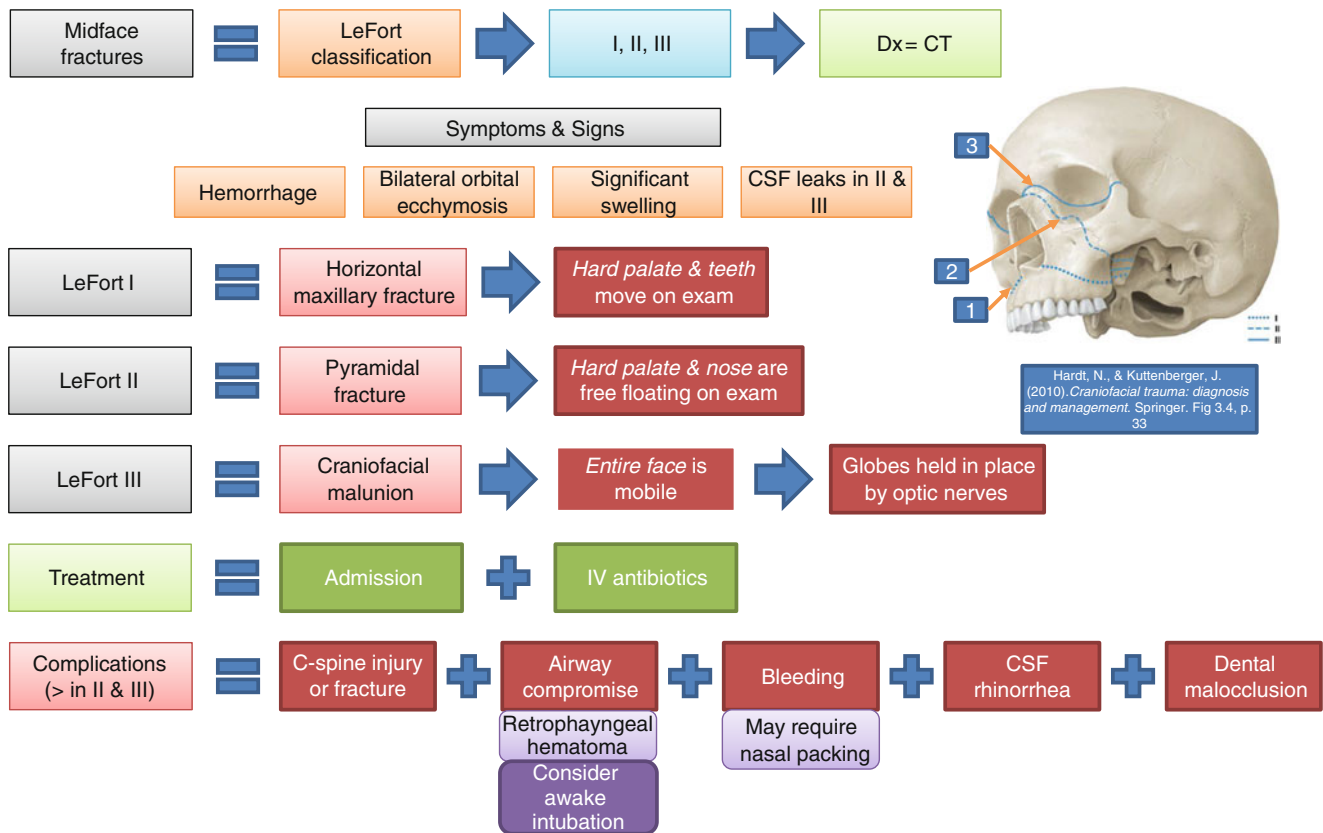 Midface
fractures
LeFort
classification
I, II, III
Dx= CT
Symptoms & Signs
Hemorrhage
Bilateral orbital
ecchymosis
Significant
swelling
CSF leaks in II &
III
LeFort I
Horizontal
maxillary fracture
Hard palate & teeth
move on exam
LeFort II
Pyramidal
fracture
Hard palate & nose are
free floating on exam
LeFort III
Craniofacial
malunion
Entire face is
mobile
Globes held in place
by optic nerves
3
2
1
I
II
III
Hardt, N., & Kuttenberger, J.
(2010).Craniofacial trauma: diagnosis
and management. Springer. Fig 3.4, p.
33
Treatment
Admission
IV antibiotics
Complications
(> in II & III)
C-spine injury
or fracture
Airway
compromise
Retrophayngeal
hematoma
Consider
awake
intubation
Bleeding
May require
nasal packing
CSF
rhinorrhea
Dental
malocclusion